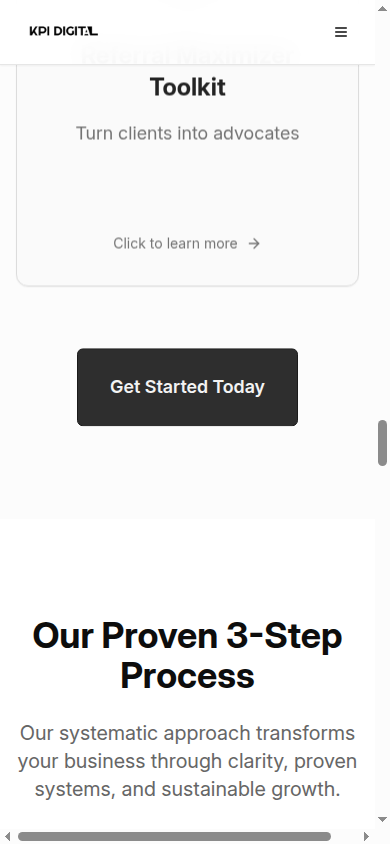 KPI DIGITAL
Referral Maximizer
Toolkit
Turn clients into advocates
Click to learn more →
Get Started Today
Our Proven 3-Step
Process
Our systematic approach transforms
your business through clarity, proven
systems, and sustainable growth.